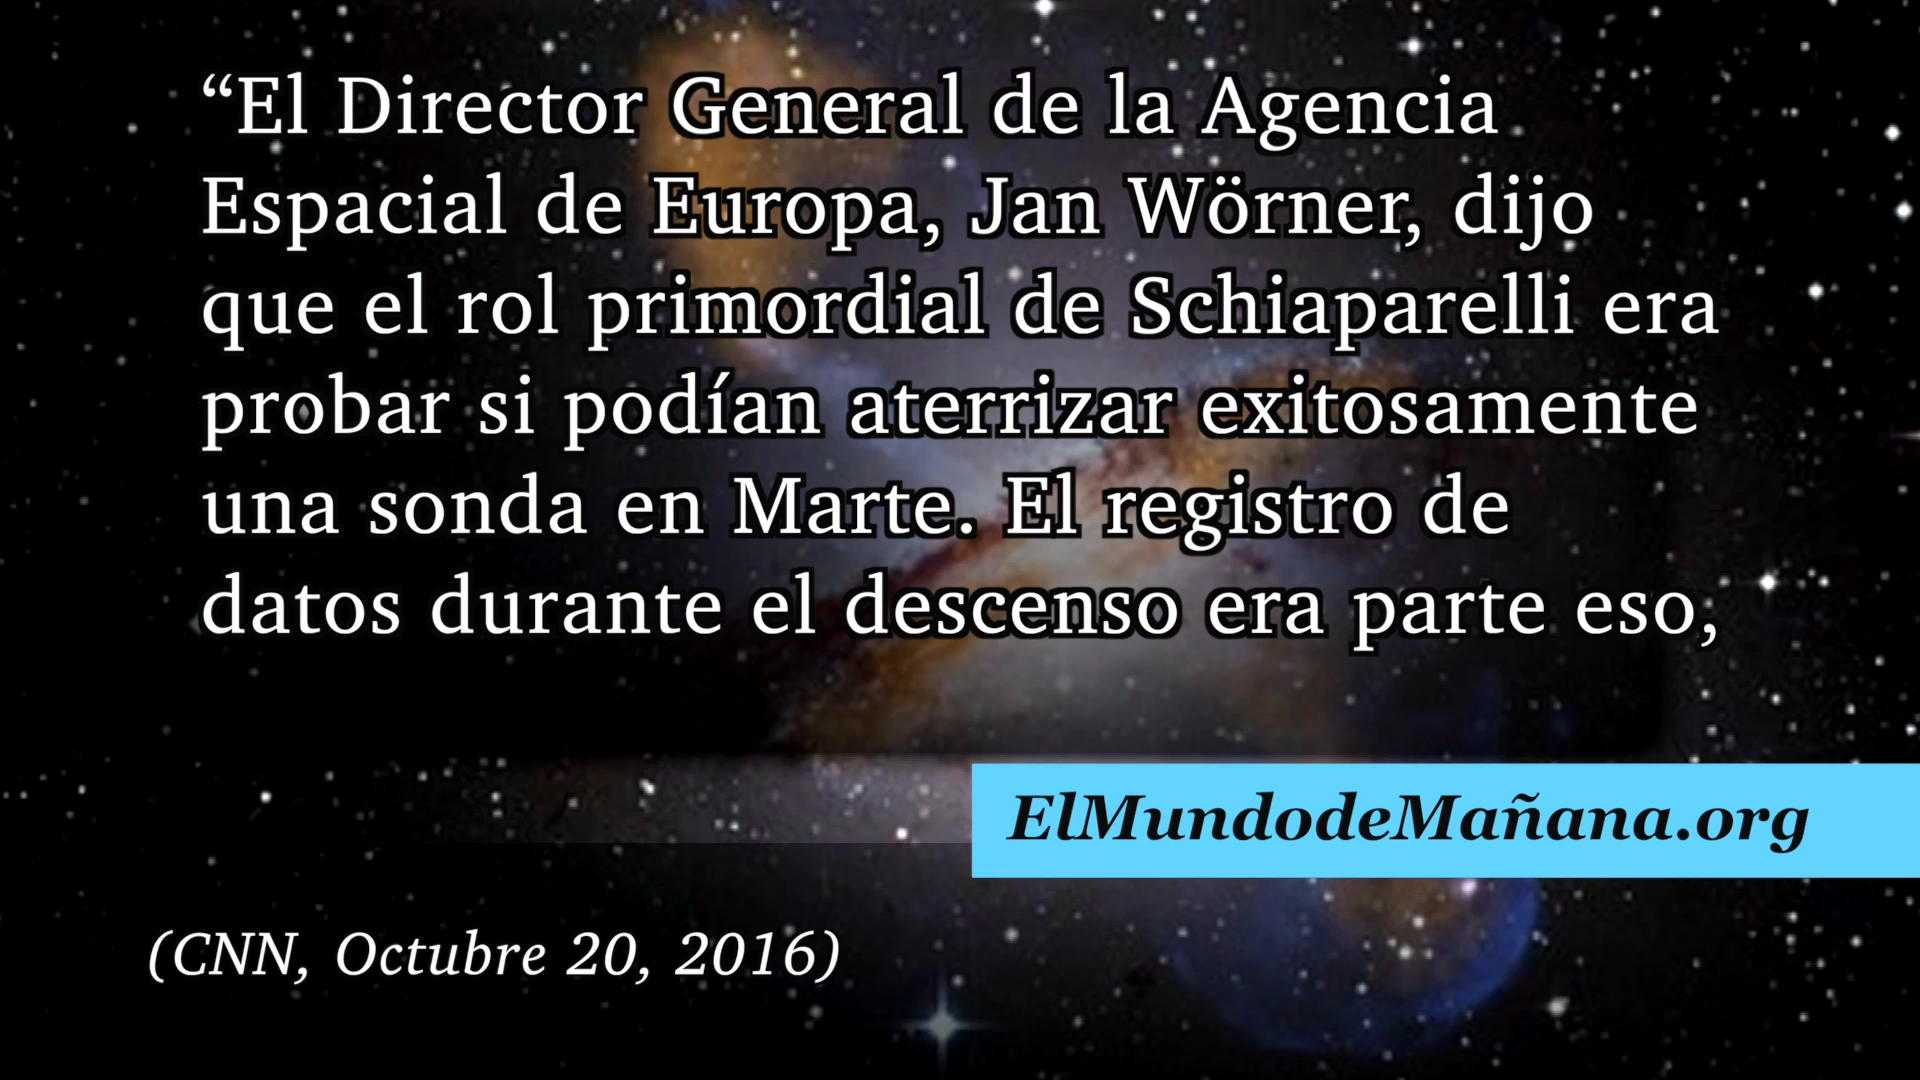 “El Director General de la Agencia
Espacial de Europa, Jan Wörner, dijo
que el rol primordial de Schiaparelli era
probar si podían aterrizar exitosamente
una sonda en Marte. El registro de
datos durante el descenso era parte eso,
ElMundodeMañana.org
(CNN, Octubre 20, 2016)